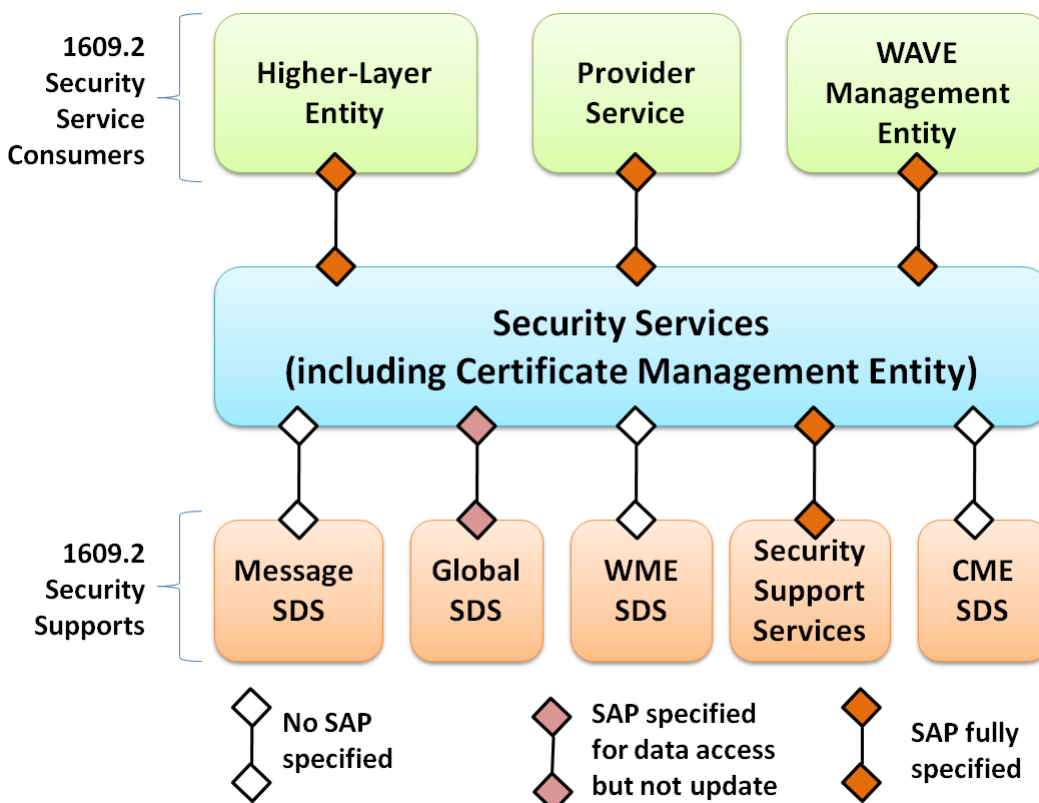 1609.2
Security
Service
Consumers
Higher-Layer
Entity
Provider
Service
WAVE
Management
Entity
Security Services
(including Certificate Management Entity)
1609.2
Security
Supports
Message
SDS
Global
SDS
WME
SDS
Security
Support
Services
CME
SDS
No SAP
specified
SAP specified
for data access
but not update
SAP fully
specified